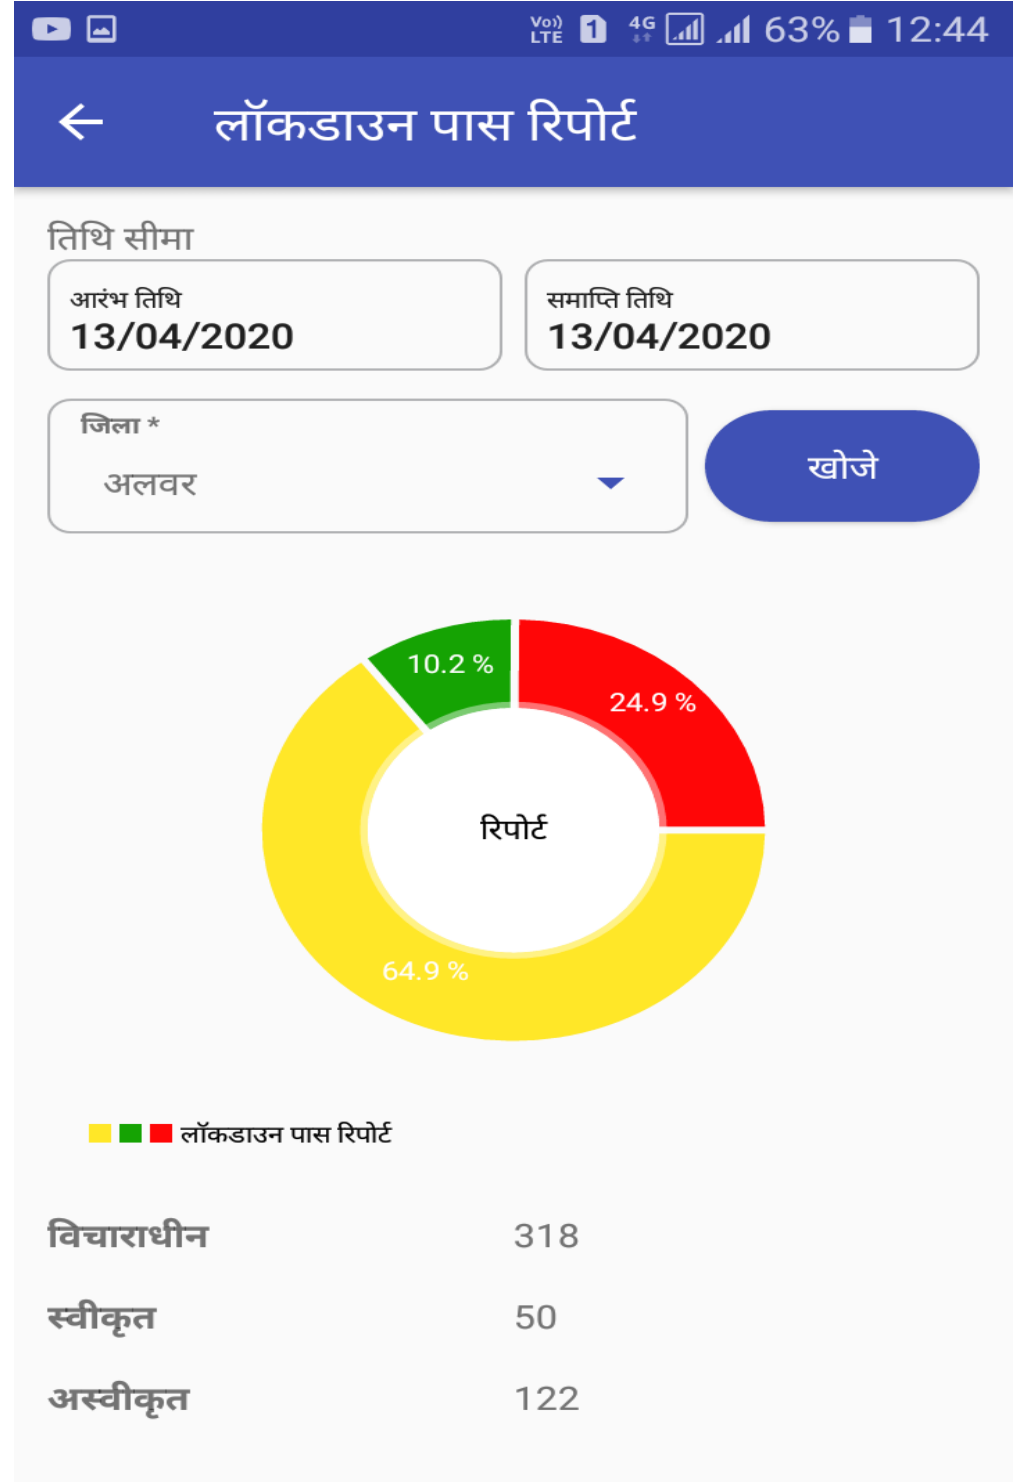 Vo)) LTE 1 4G 63% 12:44
लॉकडाउन पास रिपोर्ट
तिथि सीमा
आरंभ तिथि
13/04/2020
समाप्ति तिथि
13/04/2020
जिला *
अलवर
खोजे
10.2 %
24.9 %
रिपोर्ट
64.9 %
लॉकडाउन पास रिपोर्ट
विचाराधीन 318
स्वीकृत 50
अस्वीकृत 122